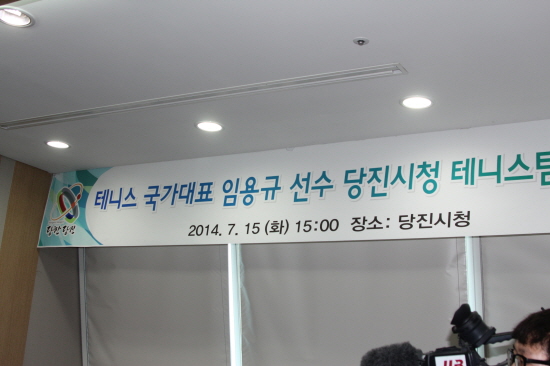 테니스 국가대표 임용규 선수 당진시청 테니스팀
2014. 7. 15 (화) 15:00 장소: 당진시청